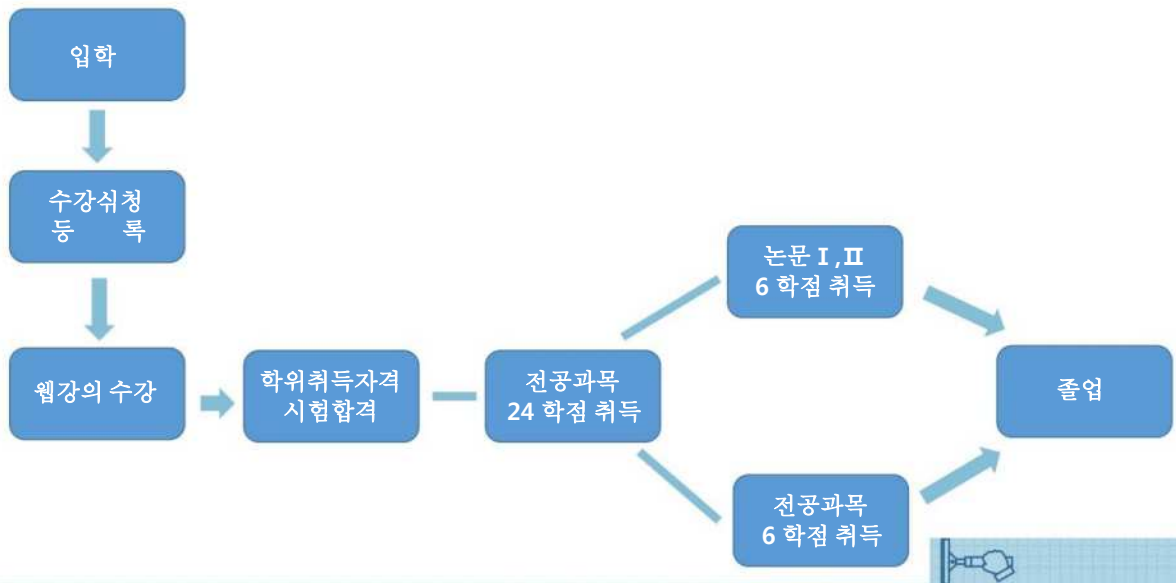 입학
수강쉬청
등 록
웹강의 수강
학위취득자격
시험합격
전공과목
24 학점 취득
논문 Ⅰ,Ⅱ
6 학점 취득
전공과목
6 학점 취득
졸업